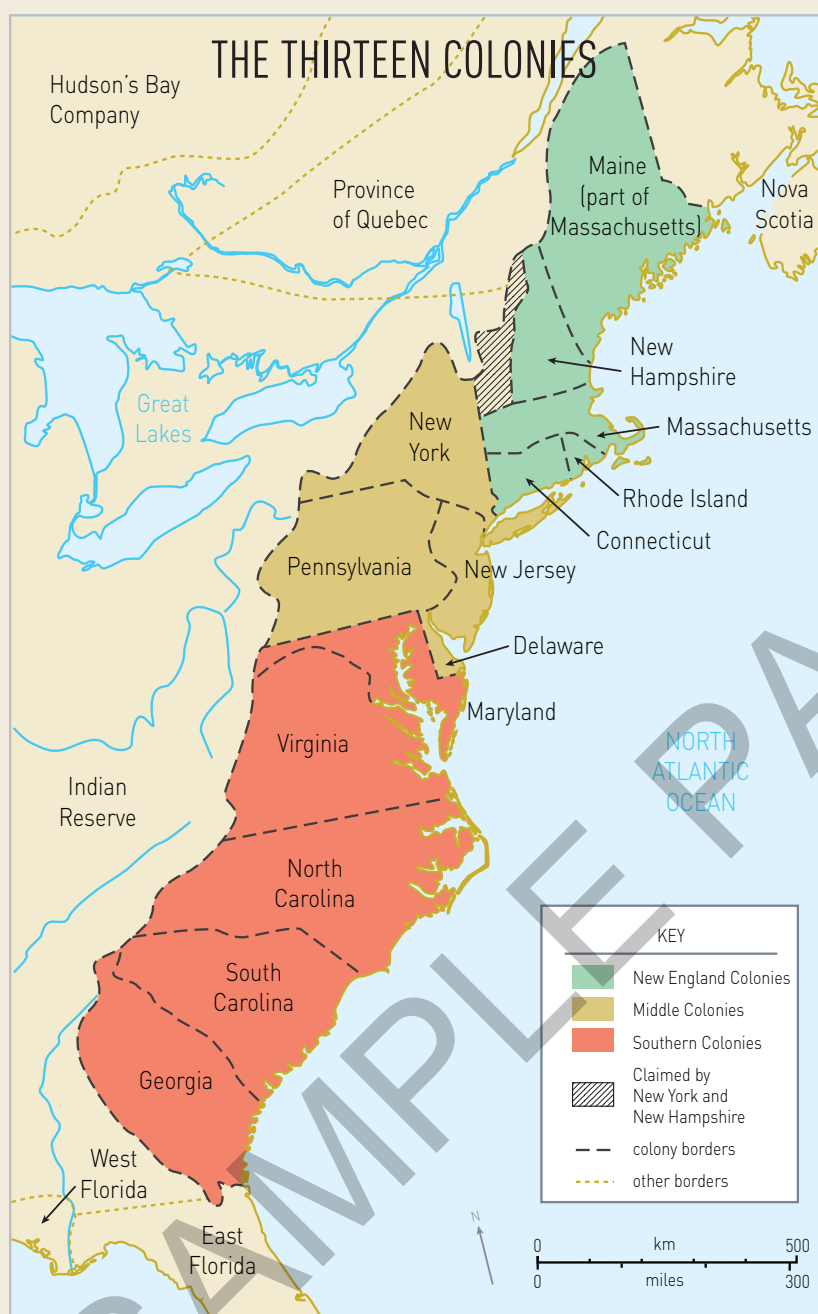 THE THIRTEEN COLONIES
Hudson's Bay
Company
Province
of Quebec
Maine
(part of
Massachusetts)
Nova
Scotia
New
Hampshire
Great
Lakes
New
York
Massachusetts
Rhode Island
Connecticut
Pennsylvania
New Jersey
Delaware
Maryland
Virginia
NORTH
ATLANTIC
OCEAN
Indian
Reserve
North
Carolina
South
Carolina
Georgia
West
Florida
East
Florida
KEY
New England Colonies
Middle Colonies
Southern Colonies
Claimed by
New York and
New Hampshire
colony borders
other borders
N
0 km 500
0 miles 300
SAMPLE PA